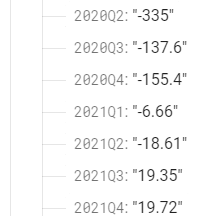 2020Q2: "-335"
2020Q3: "-137.6"
2020Q4: "-155.4"
2021Q1: "-6.66"
2021Q2: "-18.61"
2021Q3: "19.35"
2021Q4: "19.72"